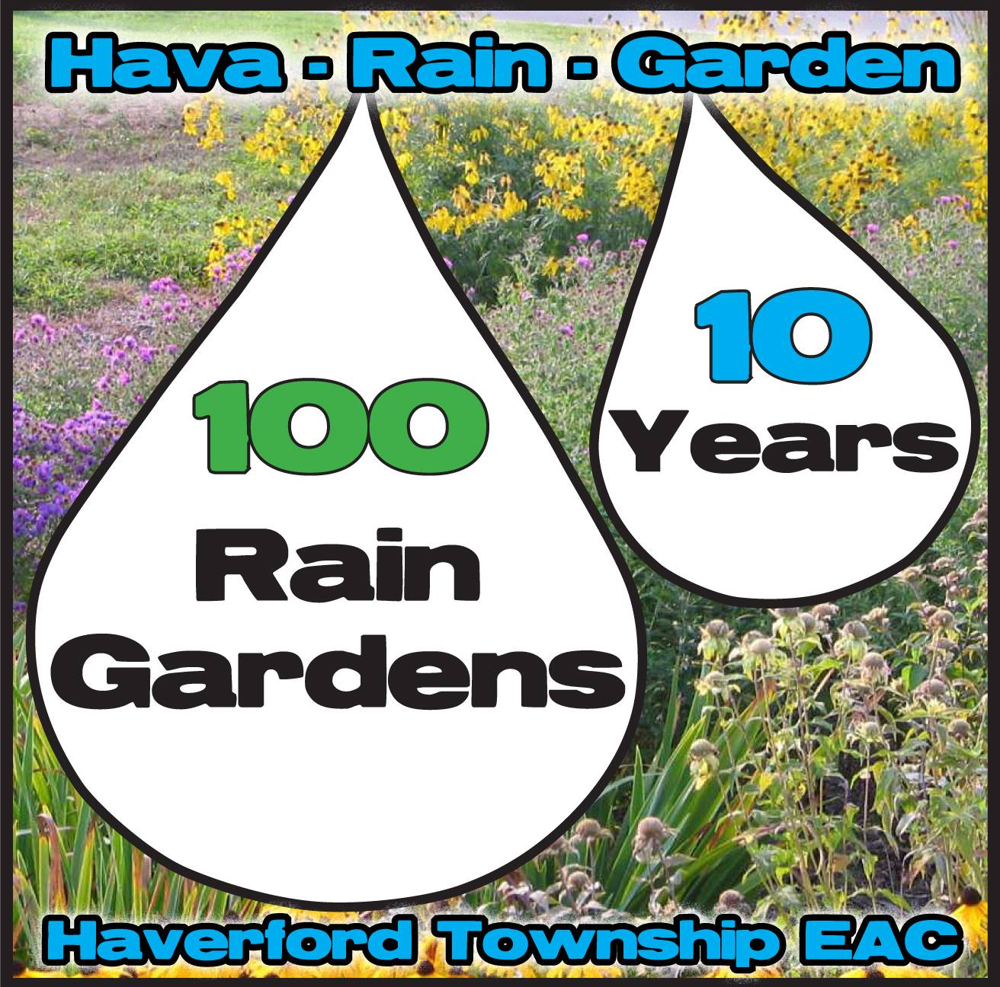 Hava - Rain - Garden
100
Rain
Gardens
10
Years
Haverford Township EAC